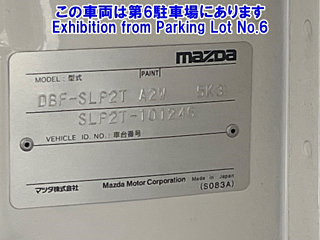 この車両は第6駐車場にあります
Exhibition from Parking Lot No.6
mazda
MODEL : 型式 PAINT
DBF-SLP2T A2W 5K3
SLP2T-101246
VEHICLE ID. NO. : 車台番号
マツダ株式会社 Mazda Motor Corporation Made in Japan
(S083A)